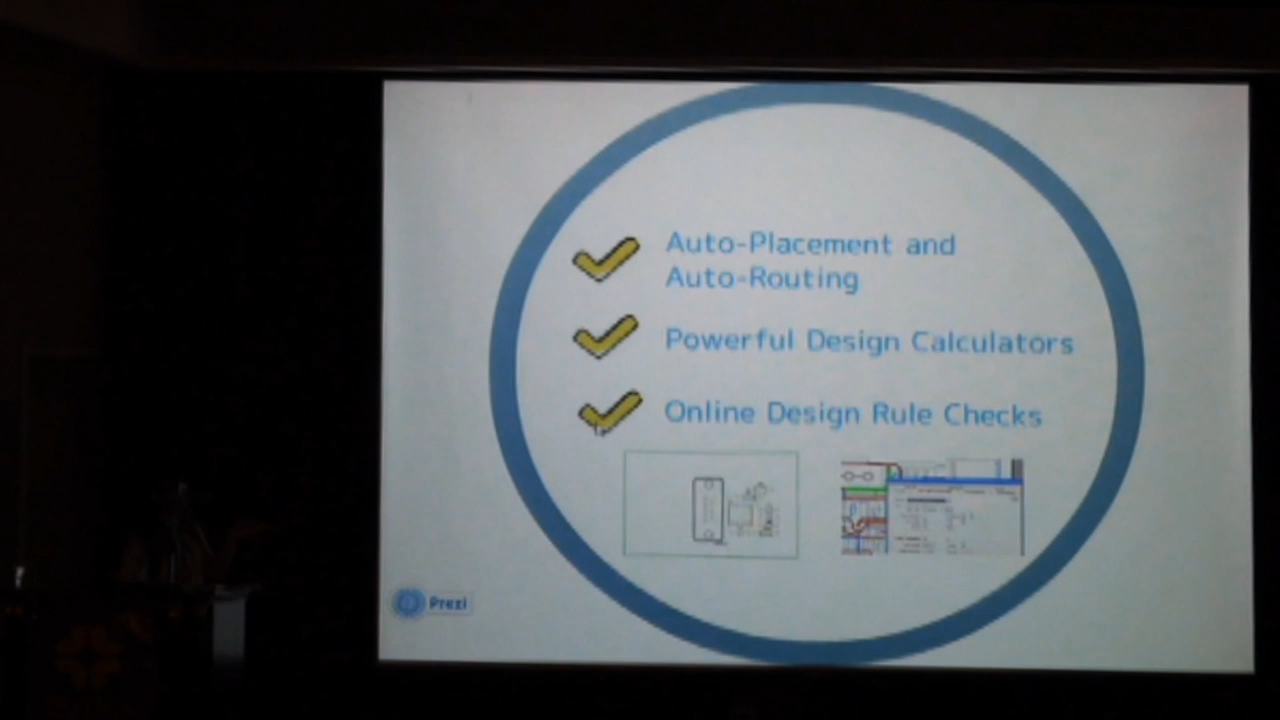 Auto-Placement and
Auto-Routing
Powerful Design Calculators
Online Design Rule Checks
Prezi